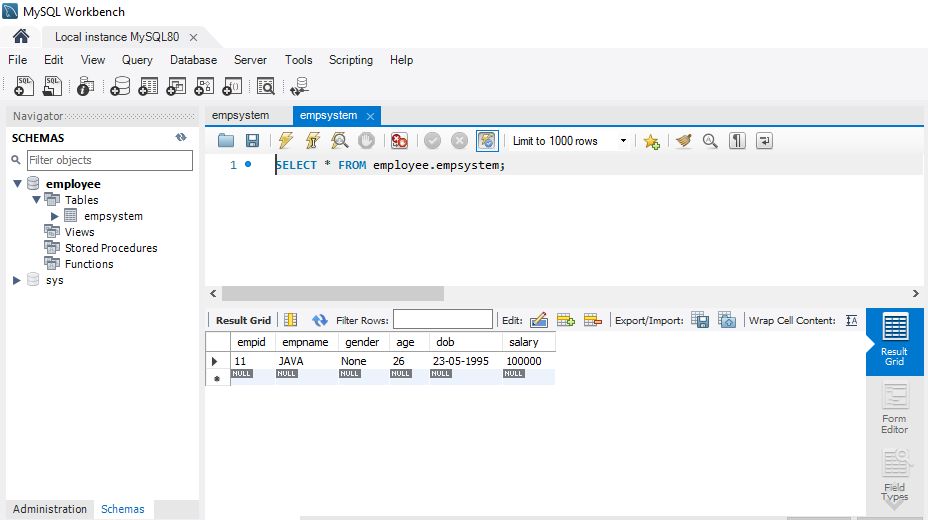 MySQL Workbench
Local instance MySQL80 ×
File Edit View Query Database Server Tools Scripting Help
SQL SQL
Navigator
SCHEMAS
Filter objects
employee
Tables
empsystem
Views
Stored Procedures
Functions
sys
Administration Schemas
empsystem empsystem ×
Limit to 1000 rows
1 SELECT * FROM employee.empsystem;
Result Grid Filter Rows: Edit: Export/Import: Wrap Cell Content: IA
empid empname gender age dob salary
11 JAVA None 26 23-05-1995 100000
NULL NULL NULL NULL NULL NULL
Result
Grid
Form
Editor
Field
Types